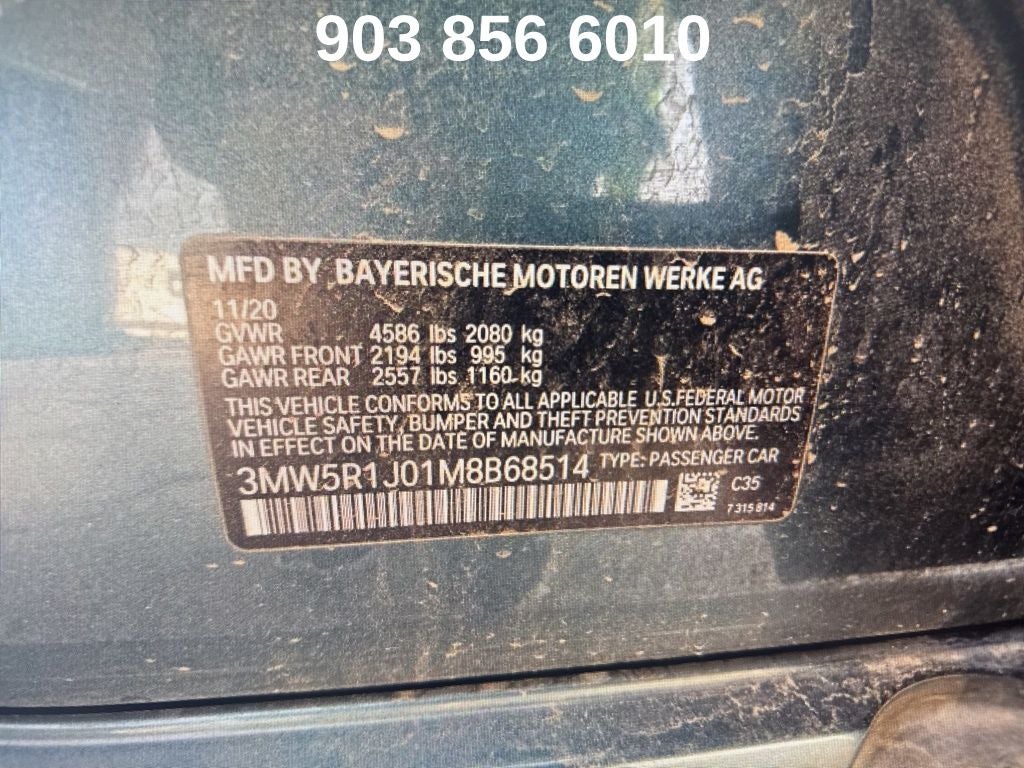 903 856 6010
MFD BY BAYERISCHE MOTOREN WERKE AG
11/20
GVWR 4586 lbs 2080 kg
GAWR FRONT 2194 lbs 995 kg
GAWR REAR 2557 lbs 1160 kg
THIS VEHICLE CONFORMS TO ALL APPLICABLE U.S.FEDERAL MOTOR
VEHICLE SAFETY, BUMPER AND THEFT PREVENTION STANDARDS
IN EFFECT ON THE DATE OF MANUFACTURE SHOWN ABOVE.
3MW5R1J01M8B68514 TYPE: PASSENGER CAR
C35
7 315 814